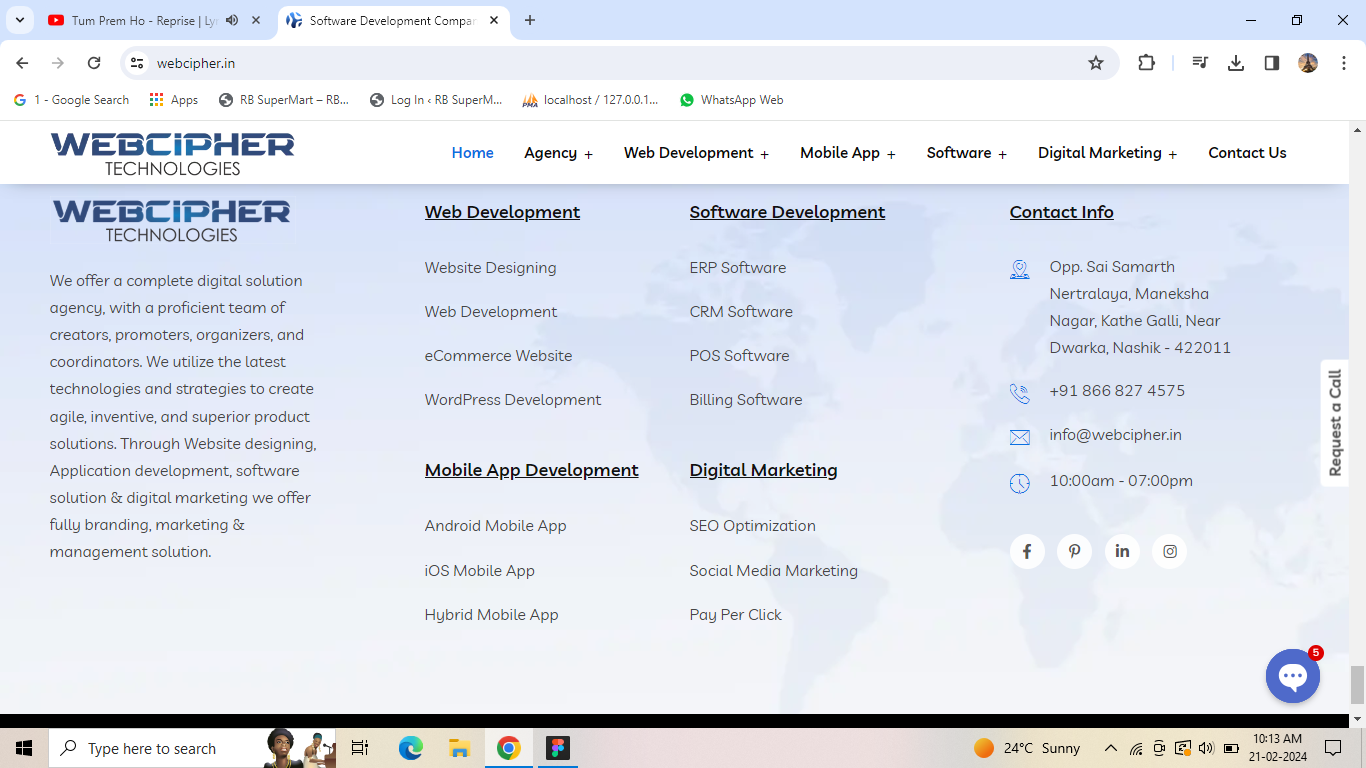 Tum Prem Ho - Reprise | Ly
Software Development Compa
webcipher.in
1 - Google Search
Apps
RB SuperMart – RB...
Log In ‹ RB SuperM...
localhost / 127.0.0.1...
WhatsApp Web
WEBCIPHER
TECHNOLOGIES
Home
Agency +
Web Development +
Mobile App +
Software +
Digital Marketing +
Contact Us
WEBCIPHER
TECHNOLOGIES
We offer a complete digital solution
agency, with a proficient team of
creators, promoters, organizers, and
coordinators. We utilize the latest
technologies and strategies to create
agile, inventive, and superior product
solutions. Through Website designing,
Application development, software
solution & digital marketing we offer
fully branding, marketing &
management solution.
Web Development
Website Designing
Web Development
eCommerce Website
WordPress Development
Mobile App Development
Android Mobile App
iOS Mobile App
Hybrid Mobile App
Software Development
ERP Software
CRM Software
POS Software
Billing Software
Digital Marketing
SEO Optimization
Social Media Marketing
Pay Per Click
Contact Info
Opp. Sai Samarth
Nertralaya, Maneksha
Nagar, Kathe Galli, Near
Dwarka, Nashik - 422011
+91 866 827 4575
info@webcipher.in
10:00am - 07:00pm
Request a Call
5
Type here to search
24°C Sunny
10:13 AM
21-02-2024